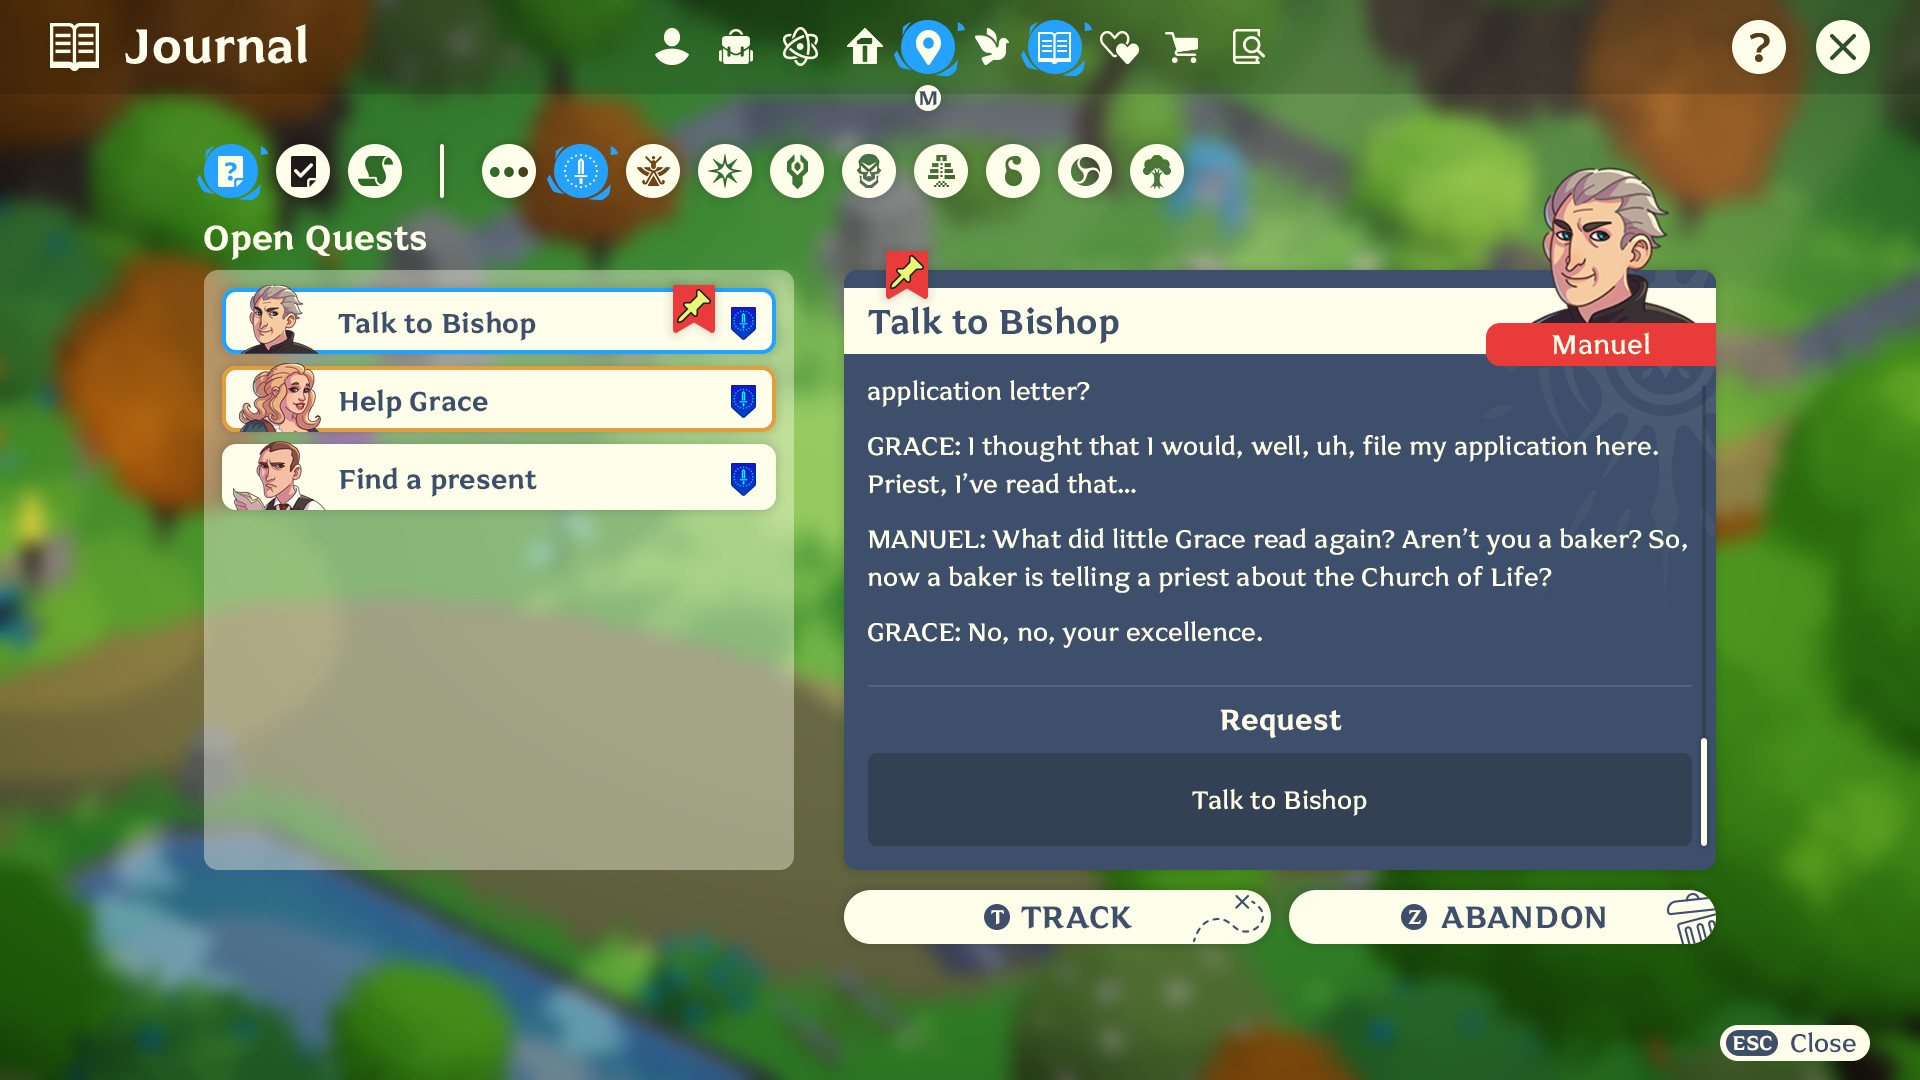 Journal
?
M
?
Open Quests
Talk to Bishop
Help Grace
Find a present
Talk to Bishop
Manuel
application letter?
GRACE: I thought that I would, well, uh, file my application here.
Priest, I've read that...
MANUEL: What did little Grace read again? Aren't you a baker? So,
now a baker is telling a priest about the Church of Life?
GRACE: No, no, your excellence.
Request
Talk to Bishop
T TRACK
Z ABANDON
ESC Close